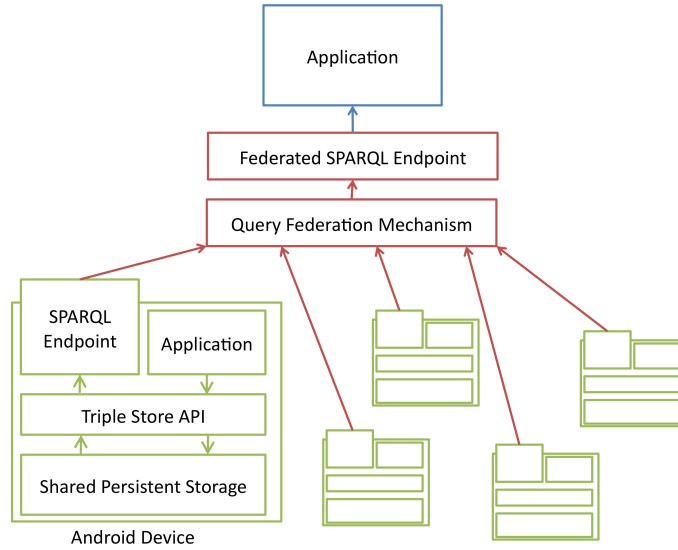 Application
Federated SPARQL Endpoint
Query Federation Mechanism
SPARQL
Endpoint
Application
Triple Store API
Shared Persistent Storage
Android Device